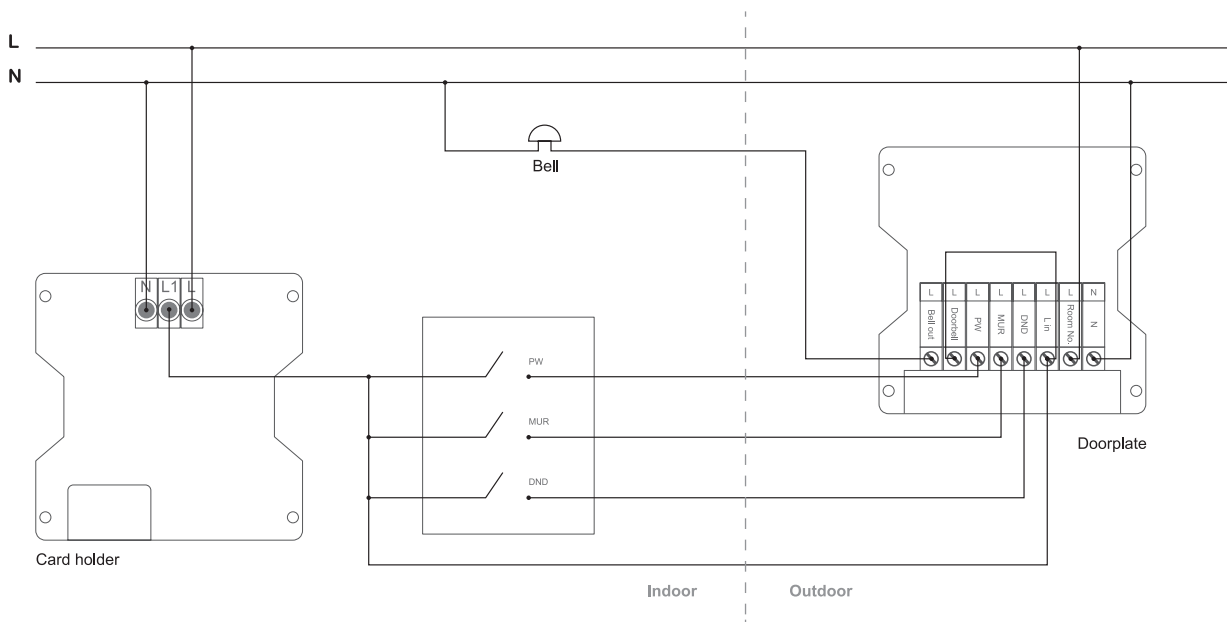 L
N
Bell
N L1 L
L L L L L L L N
Bell out
Doorbell
PW
MUR
DND
L in
Room No.
N
PW
MUR
DND
Doorplate
Card holder
Indoor
Outdoor